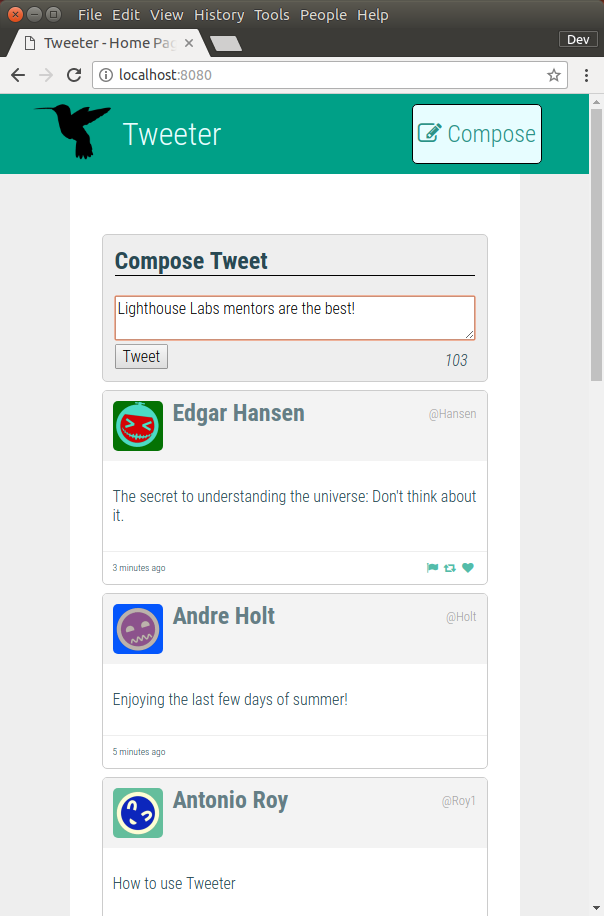 File Edit View History Tools People Help
Tweeter - Home Pag
Dev
localhost:8080
Tweeter
Compose
Compose Tweet
Lighthouse Labs mentors are the best!
Tweet
103
Edgar Hansen
@Hansen
The secret to understanding the universe: Don't think about
it.
3 minutes ago
Andre Holt
@Holt
Enjoying the last few days of summer!
5 minutes ago
Antonio Roy
@Roy1
How to use Tweeter